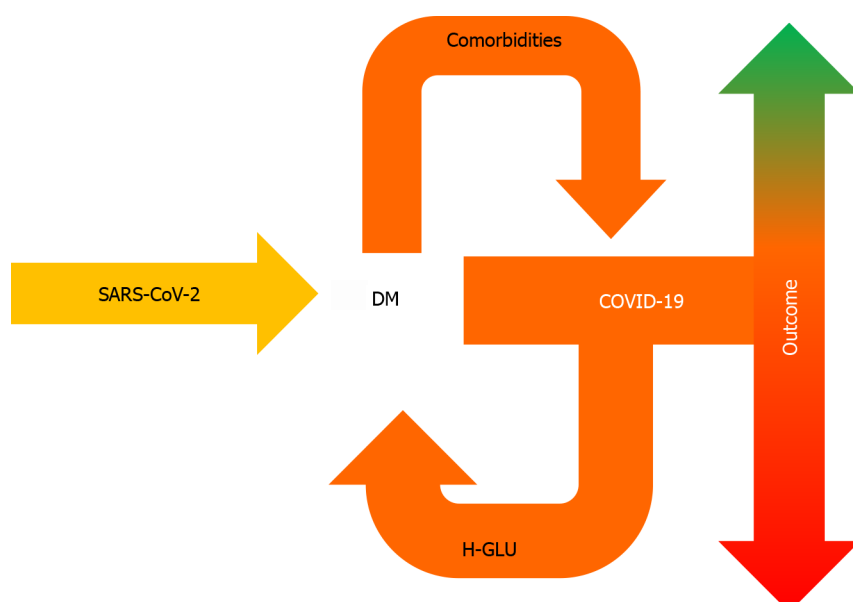 Comorbidities
SARS-CoV-2
DM
COVID-19
Outcome
H-GLU